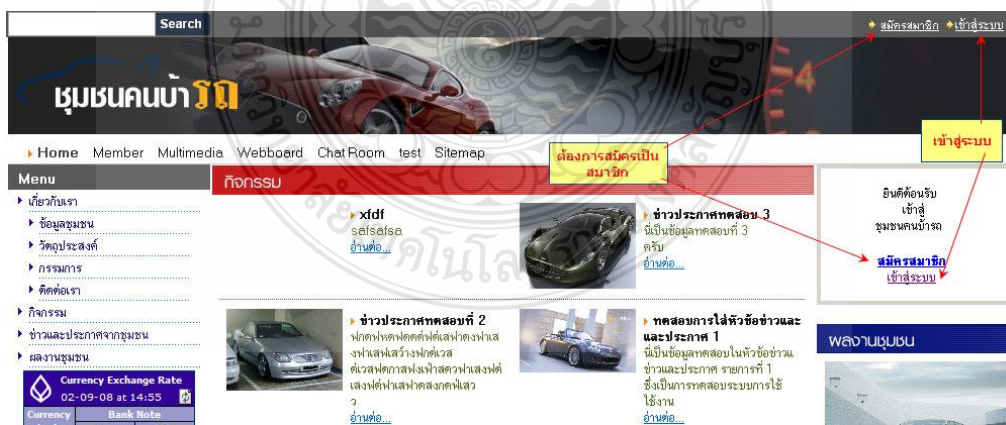 Search
สมัครสมาชิก เข้าสู่ระบบ
ชุมชนคนบ้ารถ
Home Member Multimedia Webboard Chat Room test Sitemap
ต้องการสมัครเป็น
สมาชิก
เข้าสู่ระบบ
Menu
เกี่ยวกับเรา
ข้อมูลชุมชน
วัตถุประสงค์
กรรมการ
ติดต่อเรา
กิจกรรม
ข่าวและประกาศจากชุมชน
ผลงานชุมชน
Currency Exchange Rate
02-09-08 at 14:55
Currency Bank Note
กิจกรรม
xfdf
safsafsa
อ่านต่อ...
ข่าวประกาศทดสอบ 3
นี่เป็นข้อมูลทดสอบที่ 3
ครับ
อ่านต่อ...
ข่าวประกาศทดสอบที่ 2
ว
อ่านต่อ...
ทดสอบการใส่หัวข้อข่าวและ
และประกาศ 1
นี่เป็นข้อมูลทดสอบในหัวข้อข่าวแ
ข่าวและประกาศ รายการที่ 1
ซึ่งเป็นการทดสอบระบบการใช้
ใช้งาน
อ่านต่อ...
ยินดีต้อนรับ
เข้าสู่
ชุมชนคนบ้ารถ
สมัครสมาชิก
เข้าสู่ระบบ
ผลงานชุมชน